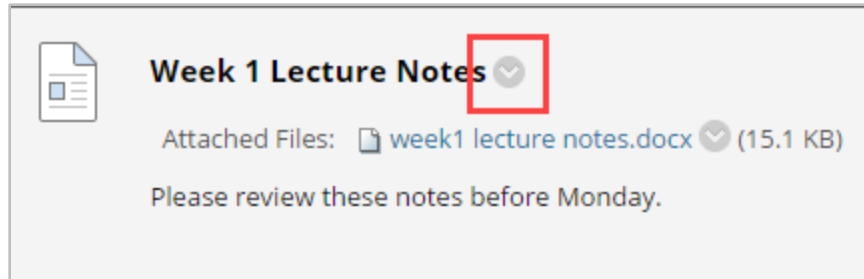 Week 1 Lecture Notes
Attached Files: week1 lecture notes.docx (15.1 KB)
Please review these notes before Monday.